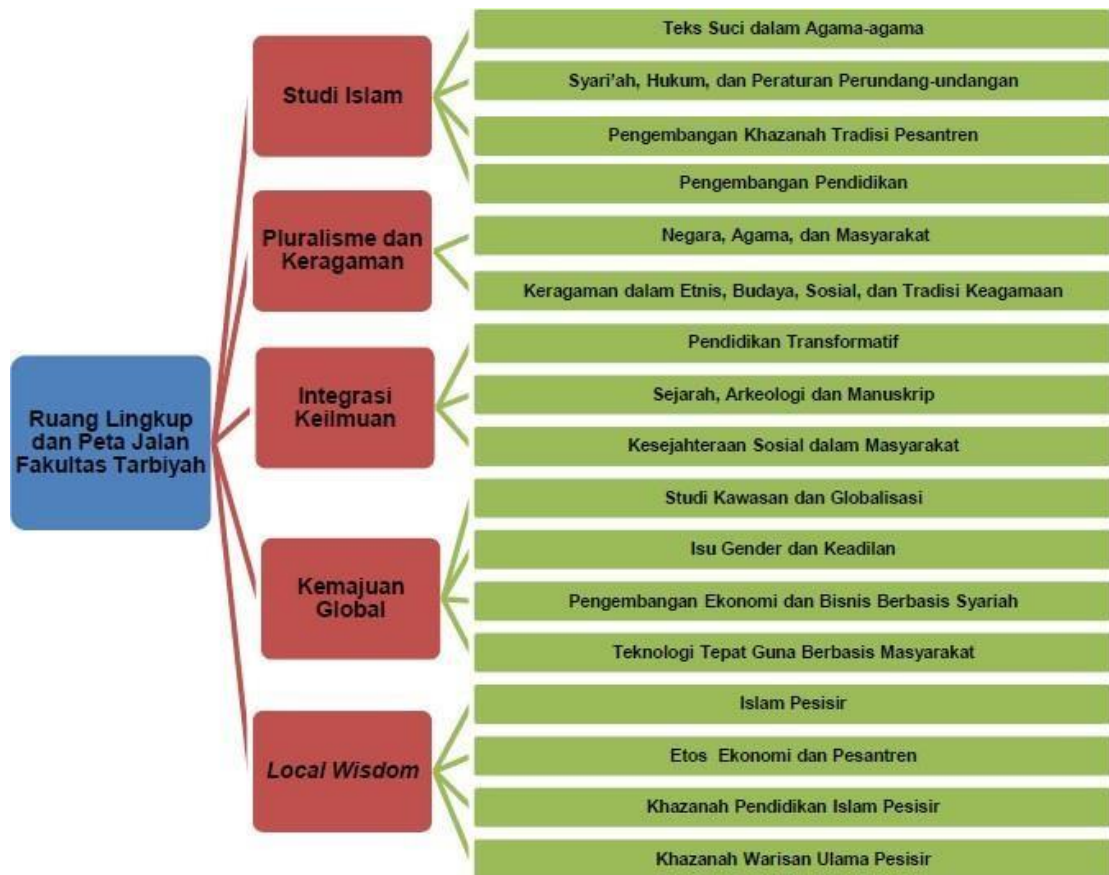 Ruang Lingkup
dan Peta Jalan
Fakultas Tarbiyah
Studi Islam
Teks Suci dalam Agama-agama
Syari'ah, Hukum, dan Peraturan Perundang-undangan
Pengembangan Khazanah Tradisi Pesantren
Pengembangan Pendidikan
Pluralisme dan
Keragaman
Negara, Agama, dan Masyarakat
Keragaman dalam Etnis, Budaya, Sosial, dan Tradisi Keagamaan
Integrasi
Keilmuan
Pendidikan Transformatif
Sejarah, Arkeologi dan Manuskrip
Kesejahteraan Sosial dalam Masyarakat
Kemajuan
Global
Studi Kawasan dan Globalisasi
Isu Gender dan Keadilan
Pengembangan Ekonomi dan Bisnis Berbasis Syariah
Teknologi Tepat Guna Berbasis Masyarakat
Local Wisdom
Islam Pesisir
Etos Ekonomi dan Pesantren
Khazanah Pendidikan Islam Pesisir
Khazanah Warisan Ulama Pesisir